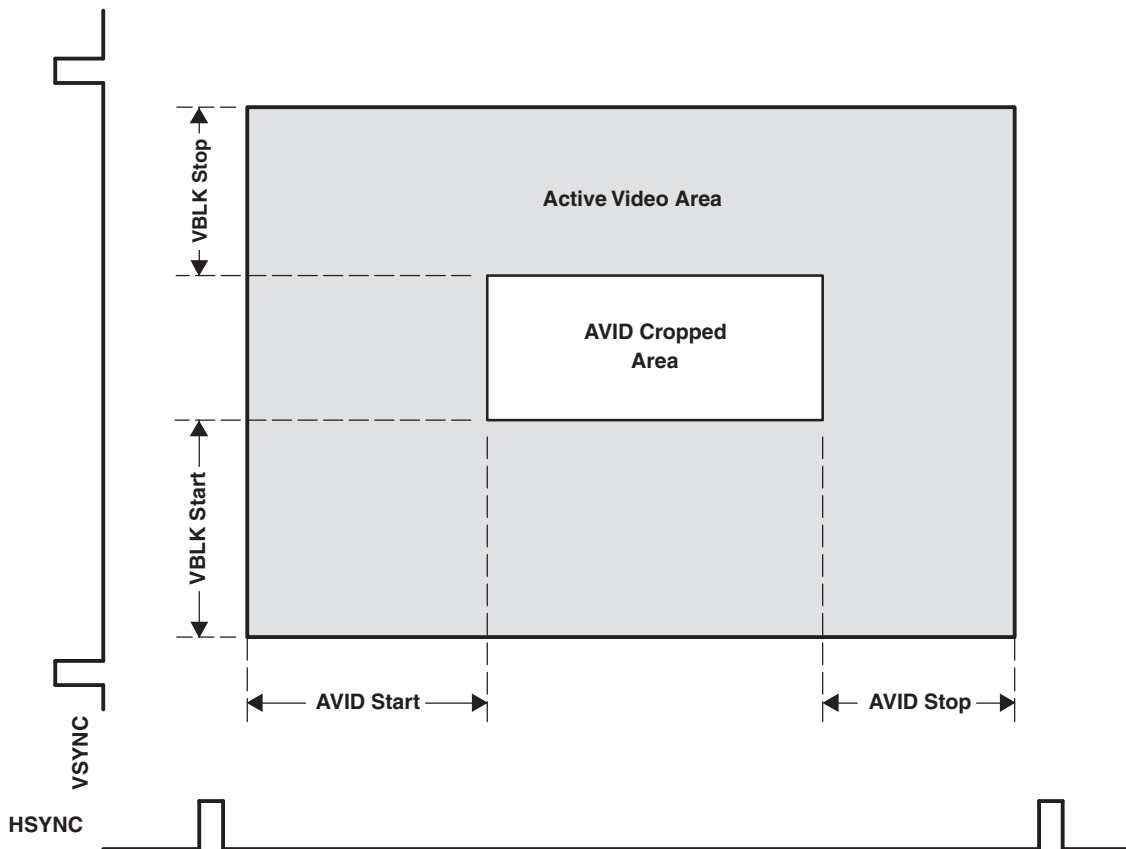 VBLK Stop
Active Video Area
AVID Cropped
Area
VBLK Start
AVID Start
AVID Stop
VSYNC
HSYNC